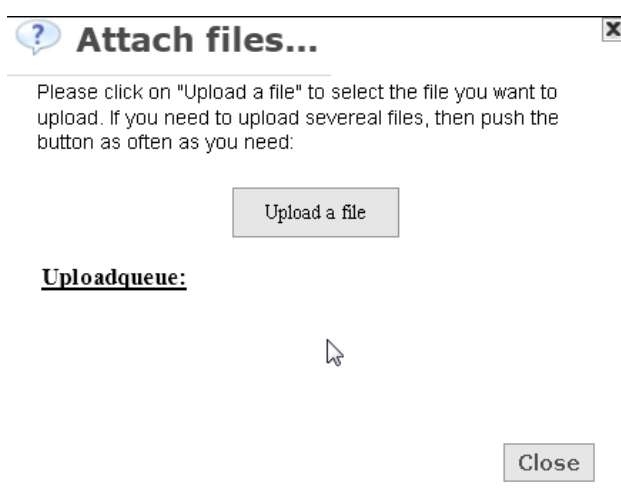 Attach files...
Please click on "Upload a file" to select the file you want to
upload. If you need to upload severeal files, then push the
button as often as you need:
Upload a file
Uploadqueue:
Close